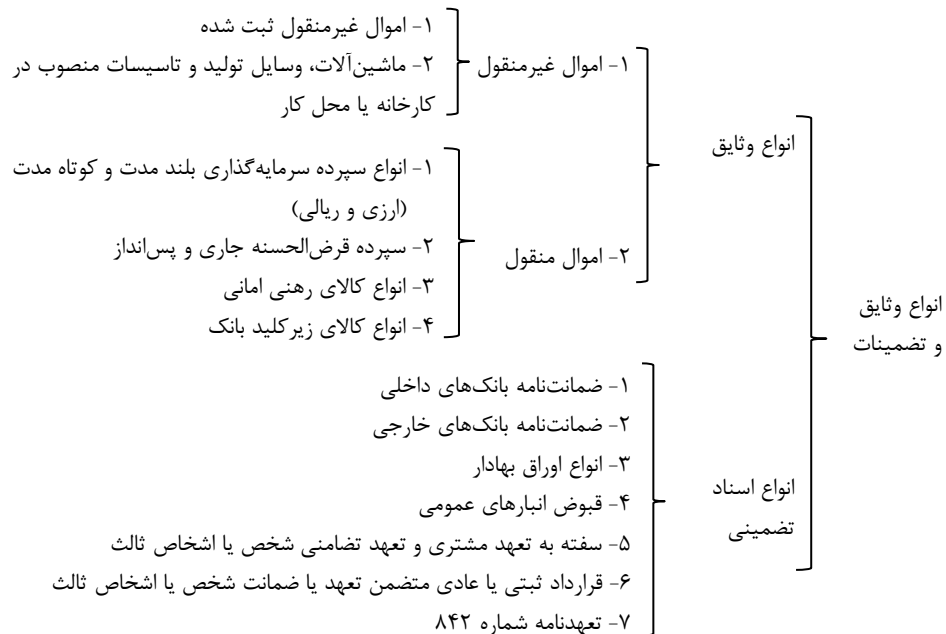 انواع وثایق
و تضمینات
انواع وثایق
۱- اموال غیرمنقول
۱- اموال غیرمنقول ثبت شده
۲- ماشین‌آلات، وسایل تولید و تاسیسات منصوب در
کارخانه یا محل کار
۲- اموال منقول
۱- انواع سپرده سرمایه‌گذاری بلند مدت و کوتاه مدت
(ارزی و ریالی)
۲- سپرده قرض‌الحسنه جاری و پس‌انداز
۳- انواع کالای رهنی امانی
۴- انواع کالای زیرکلید بانک
انواع اسناد
تضمینی
۱- ضمانت‌نامه بانک‌های داخلی
۲- ضمانت‌نامه بانک‌های خارجی
۳- انواع اوراق بهادار
۴- قبوض انبارهای عمومی
۵- سفته به تعهد مشتری و تعهد تضامنی شخص یا اشخاص ثالث
۶- قرارداد ثبتی یا عادی متضمن تعهد یا ضمانت شخص یا اشخاص ثالث
۷- تعهدنامه شماره ۸۴۲